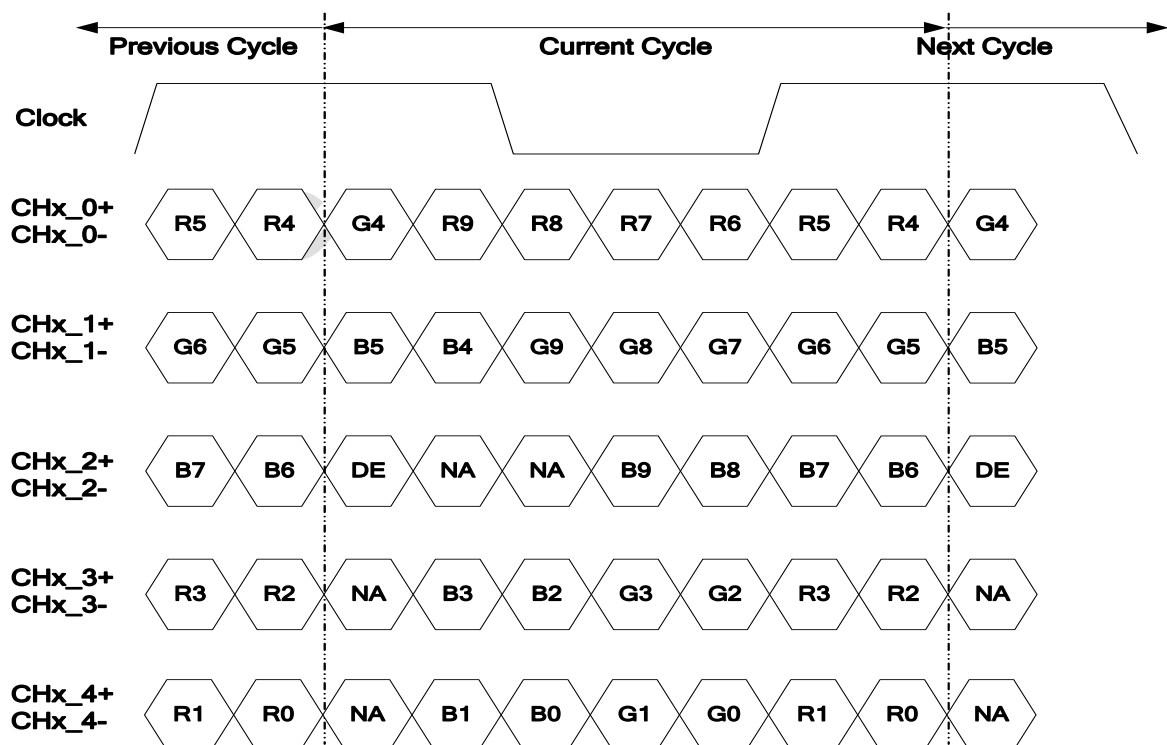 Previous Cycle Current Cycle Next Cycle
Clock
CHx_0+
CHx_0-
R5 R4 G4 R9 R8 R7 R6 R5 R4 G4
CHx_1+
CHx_1-
G6 G5 B5 B4 G9 G8 G7 G6 G5 B5
CHx_2+
CHx_2-
B7 B6 DE NA NA B9 B8 B7 B6 DE
CHx_3+
CHx_3-
R3 R2 NA B3 B2 G3 G2 R3 R2 NA
CHx_4+
CHx_4-
R1 R0 NA B1 B0 G1 G0 R1 R0 NA